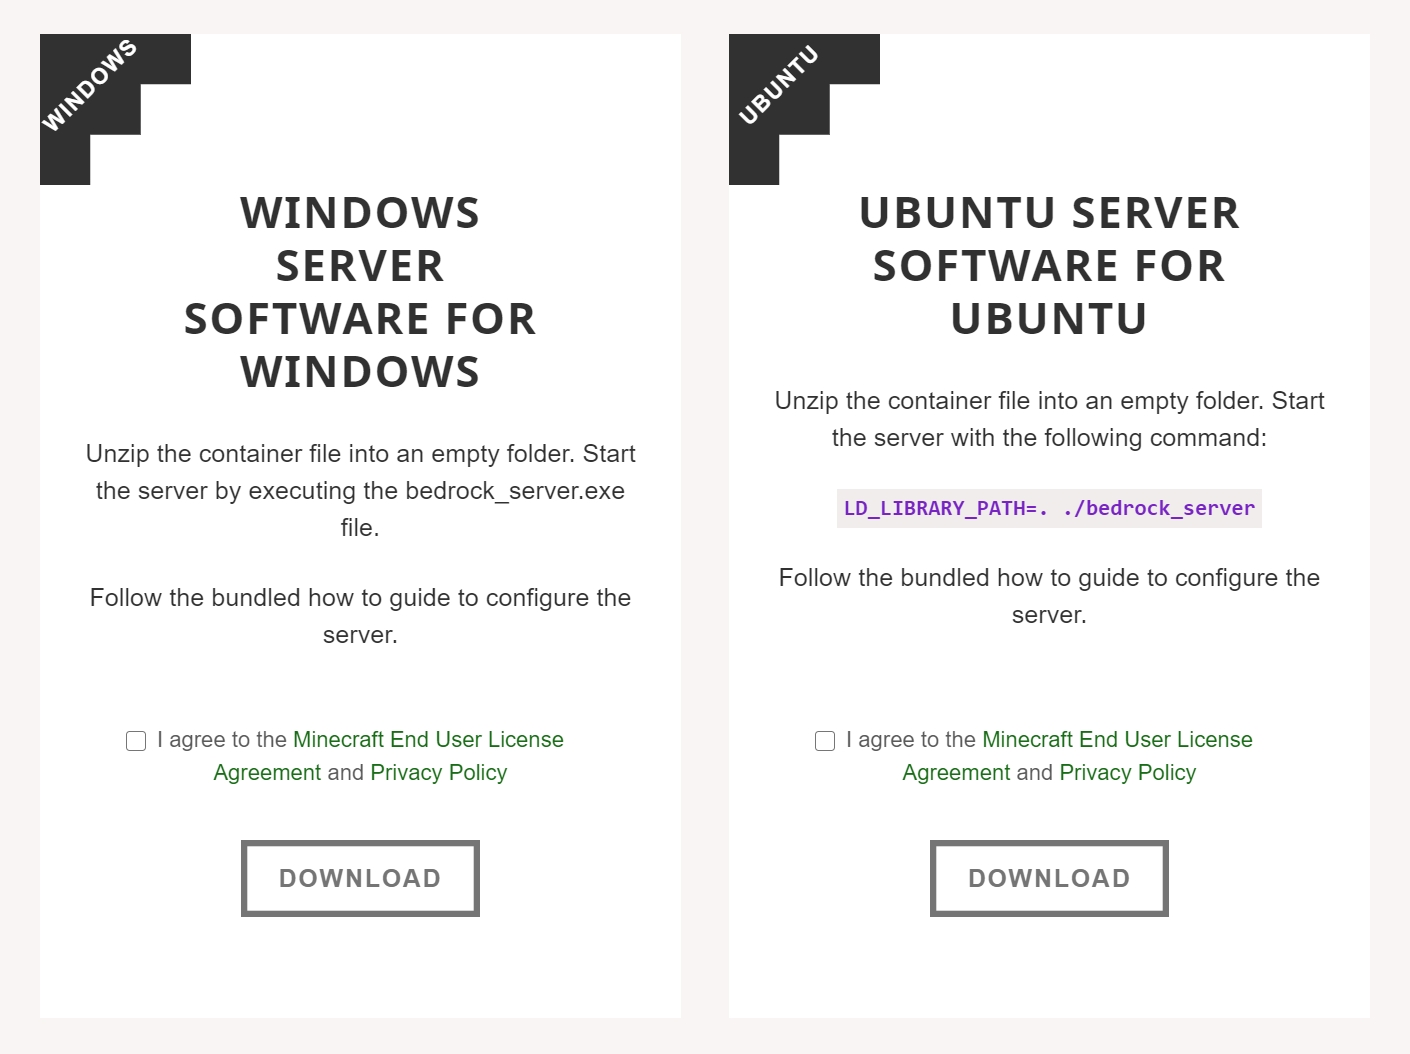 WINDOWS
WINDOWS
SERVER
SOFTWARE FOR
WINDOWS
Unzip the container file into an empty folder. Start
the server by executing the bedrock_server.exe
file.
Follow the bundled how to guide to configure the
server.
I agree to the Minecraft End User License
Agreement and Privacy Policy
DOWNLOAD
UBUNTU
UBUNTU SERVER
SOFTWARE FOR
UBUNTU
Unzip the container file into an empty folder. Start
the server with the following command:
LD_LIBRARY_PATH=. ./bedrock_server
Follow the bundled how to guide to configure the
server.
I agree to the Minecraft End User License
Agreement and Privacy Policy
DOWNLOAD